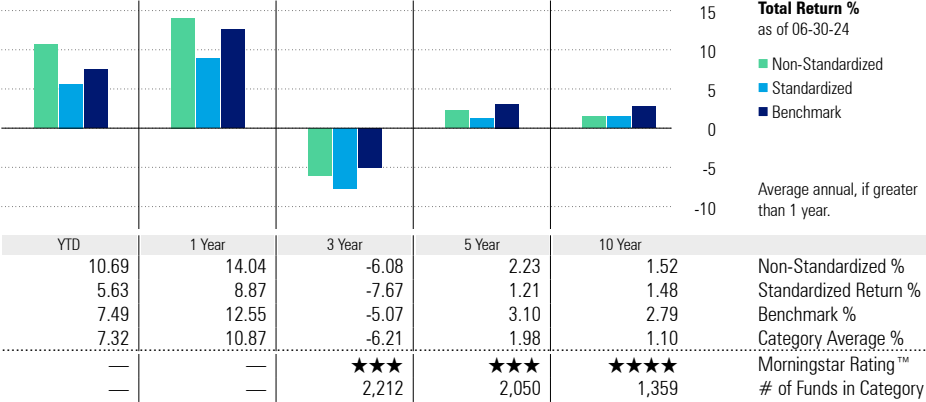 15
10
5
0
-5
-10
Total Return %
as of 06-30-24
Non-Standardized
Standardized
Benchmark
Average annual, if greater
than 1 year.
YTD 1 Year 3 Year 5 Year 10 Year
10.69 14.04 -6.08 2.23 1.52 Non-Standardized %
5.63 8.87 -7.67 1.21 1.48 Standardized Return %
7.49 12.55 -5.07 3.10 2.79 Benchmark %
7.32 10.87 -6.21 1.98 1.10 Category Average %
— — ★★★ ★★★ ★★★★ Morningstar Rating™
— — 2,212 2,050 1,359 # of Funds in Category